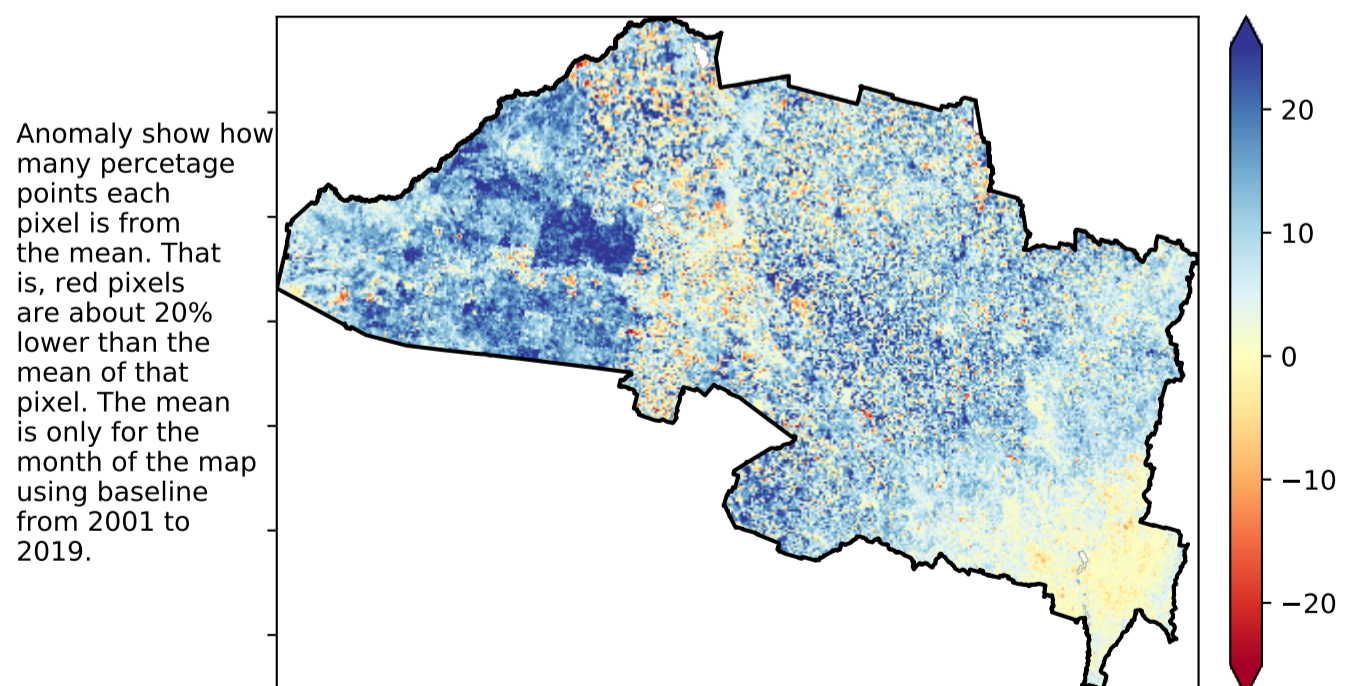 Anomaly show how
many percetage
points each
pixel is from
the mean. That
is, red pixels
are about 20%
lower than the
mean of that
pixel. The mean
is only for the
month of the map
using baseline
from 2001 to
2019.
20
10
0
−10
−20